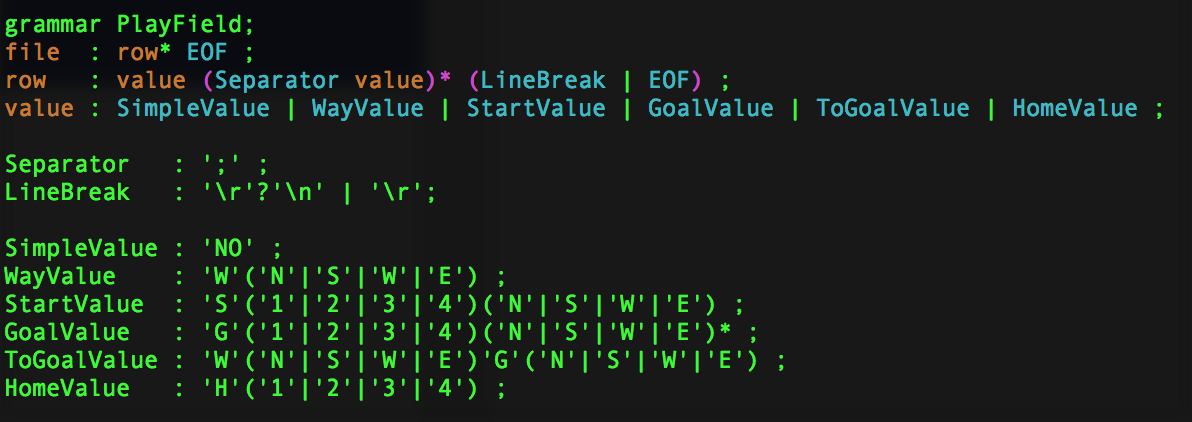 grammar PlayField;
file  : row* EOF ;
row   : value (Separator value)* (LineBreak | EOF) ;
value : SimpleValue | WayValue | StartValue | GoalValue | ToGoalValue | HomeValue ;
Separator   : ';' ;
LineBreak   : '\r'?'\n' | '\r';
SimpleValue : 'NO' ;
WayValue    : 'W'('N'|'S'|'W'|'E') ;
StartValue  : 'S'('1'|'2'|'3'|'4')('N'|'S'|'W'|'E') ;
GoalValue   : 'G'('1'|'2'|'3'|'4')('N'|'S'|'W'|'E')* ;
ToGoalValue : 'W'('N'|'S'|'W'|'E')'G'('N'|'S'|'W'|'E') ;
HomeValue   : 'H'('1'|'2'|'3'|'4') ;